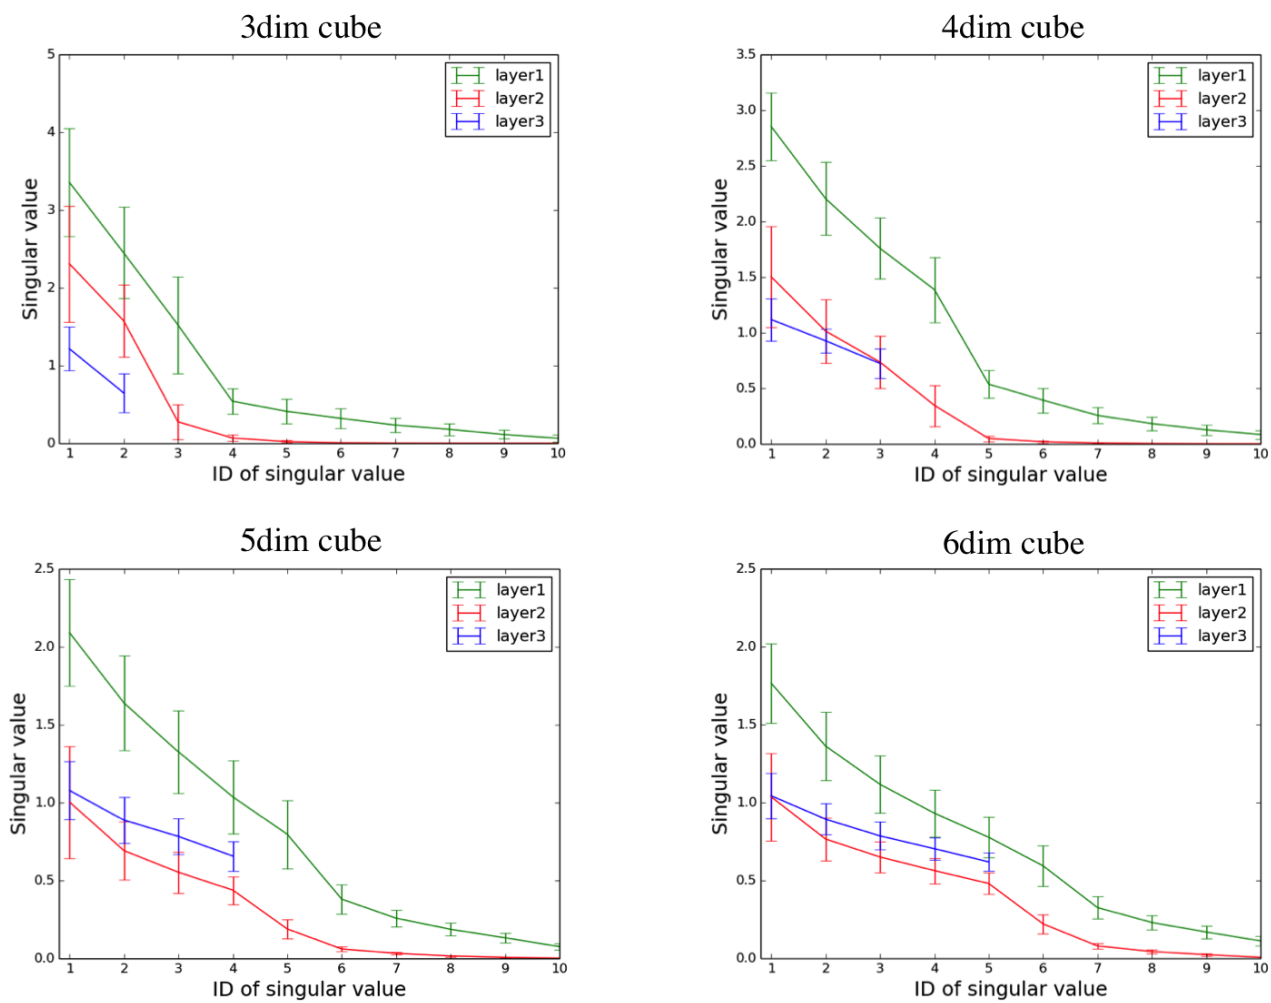 3dim cube
5
4
3
2
1
0
Singular value
layer1
layer2
layer3
1 2 3 4 5 6 7 8 9 10
ID of singular value
4dim cube
3.5
3.0
2.5
2.0
1.5
1.0
0.5
0.0
Singular value
layer1
layer2
layer3
1 2 3 4 5 6 7 8 9 10
ID of singular value
5dim cube
2.5
2.0
1.5
1.0
0.5
0.0
Singular value
layer1
layer2
layer3
1 2 3 4 5 6 7 8 9 10
ID of singular value
6dim cube
2.5
2.0
1.5
1.0
0.5
0.0
Singular value
layer1
layer2
layer3
1 2 3 4 5 6 7 8 9 10
ID of singular value